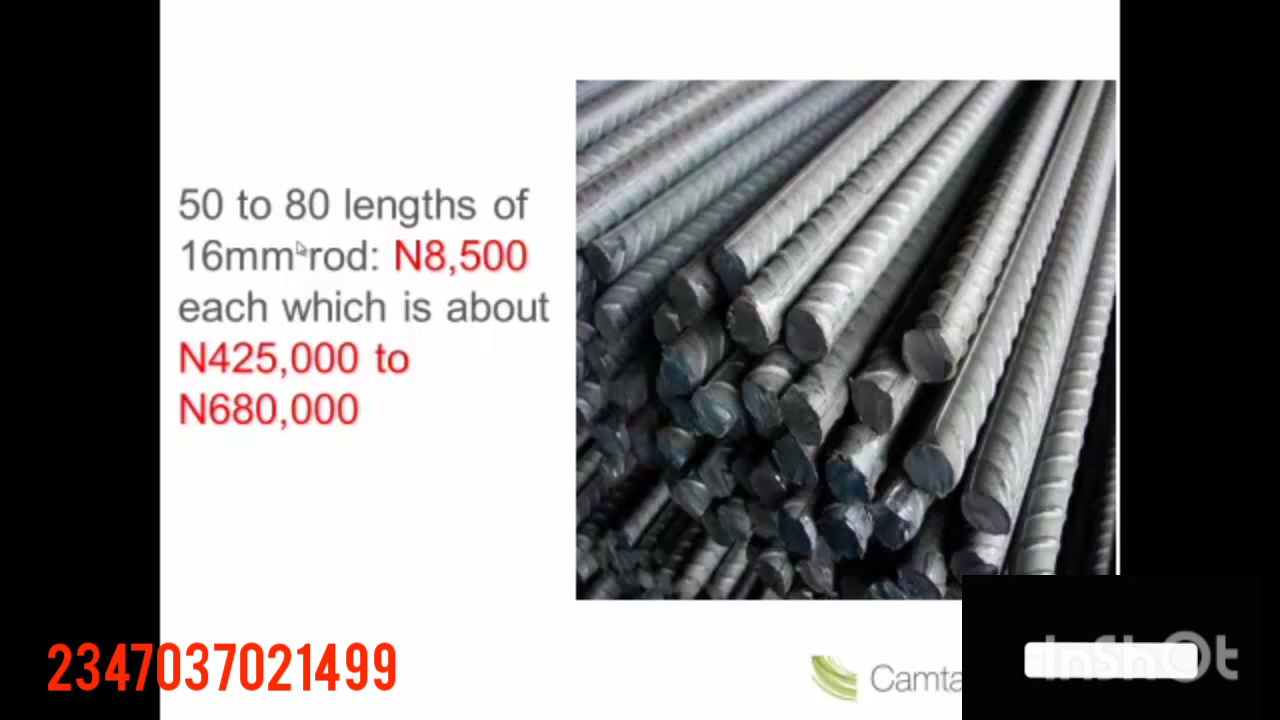 50 to 80 lengths of
16mm rod: N8,500
each which is about
N425,000 to
N680,000
2347037021499
Camta
InShOt